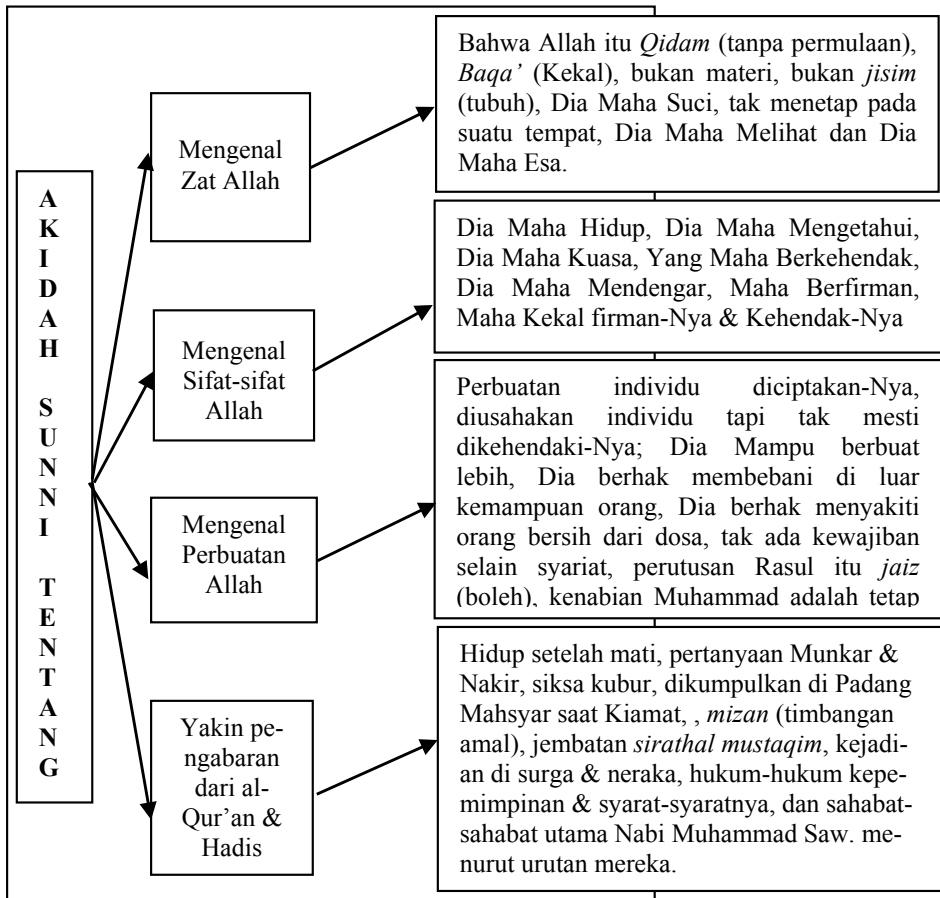 AKIDAH SUNNI TENTANG
Mengenal
Zat Allah
Bahwa Allah itu Qidam (tanpa permulaan),
Baqa’ (Kekal), bukan materi, bukan jisim
(tubuh), Dia Maha Suci, tak menetap pada
suatu tempat, Dia Maha Melihat dan Dia
Maha Esa.
Mengenal
Sifat-sifat
Allah
Dia Maha Hidup, Dia Maha Mengetahui,
Dia Maha Kuasa, Yang Maha Berkehendak,
Dia Maha Mendengar, Maha Berfirman,
Maha Kekal firman-Nya & Kehendak-Nya
Mengenal
Perbuatan
Allah
Perbuatan individu diciptakan-Nya,
diusahakan individu tapi tak mesti
dikehendaki-Nya; Dia Mampu berbuat
lebih, Dia berhak membebani di luar
kemampuan orang, Dia berhak menyakiti
orang bersih dari dosa, tak ada kewajiban
selain syariat, perutusan Rasul itu jaiz
(boleh), kenabian Muhammad adalah tetap
Yakin pe-
ngabaran
dari al-
Qur’an &
Hadis
Hidup setelah mati, pertanyaan Munkar &
Nakir, siksa kubur, dikumpulkan di Padang
Mahsyar saat Kiamat, , mizan (timbangan
amal), jembatan sirathal mustaqim, kejadi-
an di surga & neraka, hukum-hukum kepe-
mimpinan & syarat-syaratnya, dan sahabat-
sahabat utama Nabi Muhammad Saw. me-
nurut urutan mereka.